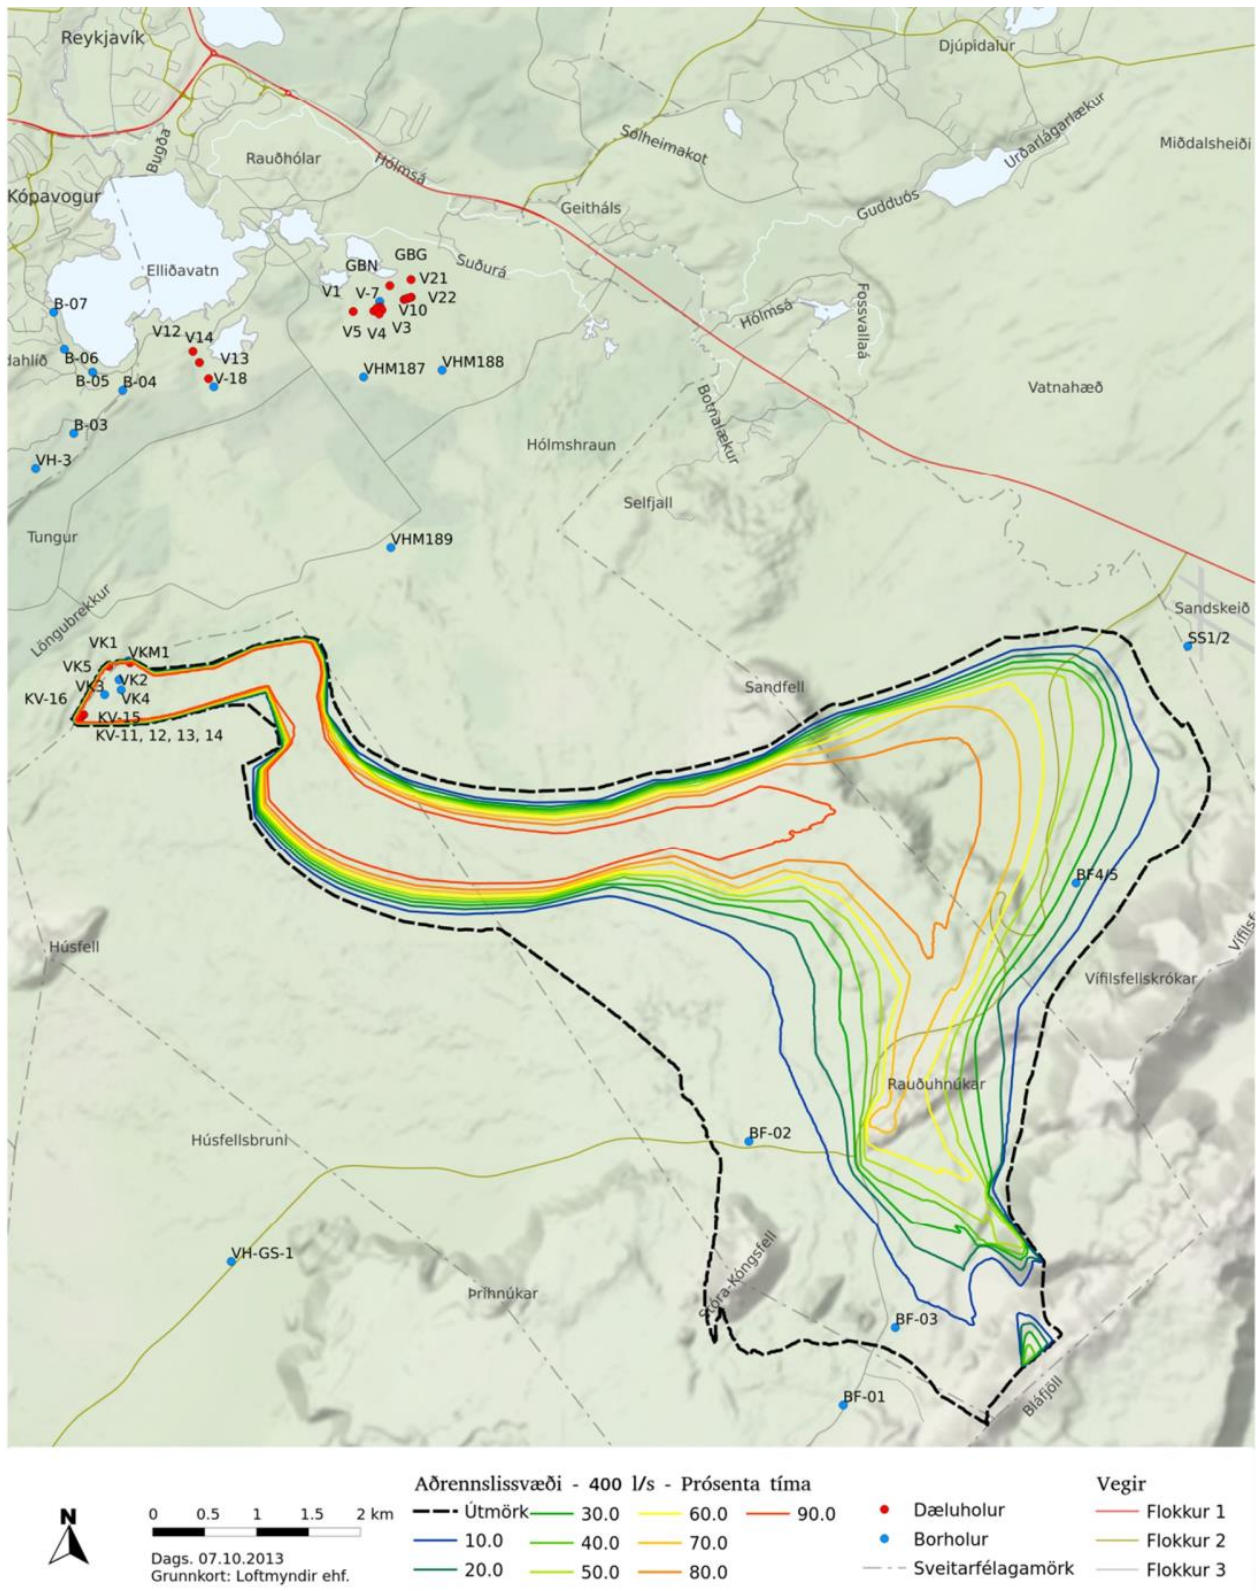 Reykjavík
Djúpidalur
Bugða
Rauðhólar
Hólmsá
Sólheimakot
Urðarlágarlækur
Miðdalsheiði
Kópavogur
Geitháls
Gudduós
Elliðavatn
GBN
GBG
Suðurá
V1
V-7
V21
V22
V10
B-07
V5
V4
V3
Hólmsá
Fossvallaá
V12
V14
V13
dahlíð
B-06
B-05
B-04
V-18
VHM187
VHM188
Botnalækur
Vatnahæð
B-03
VH-3
Hólmshraun
Selfjall
Tungur
VHM189
Löngubrekkur
Sandskeið
SS1/2
VK1
VKM1
VK5
VK2
VK3
VK4
KV-16
KV-15
KV-11, 12, 13, 14
Sandfell
BF4/5
Húsfell
Vífilsf
Vífilsfellskrókar
Rauðuhnúkar
Húsfellsbruni
BF-02
VH-GS-1
Stóra-Kóngsfell
Þríhnúkar
BF-03
BF-01
Bláfjöll
N
0 0.5 1 1.5 2 km
Dags. 07.10.2013
Grunnkort: Loftmyndir ehf.
Aðrennslissvæði - 400 l/s - Prósenta tíma
Útmörk
10.0
20.0
30.0
40.0
50.0
60.0
70.0
80.0
90.0
Dæluholur
Borholur
Sveitarfélagamörk
Vegir
Flokkur 1
Flokkur 2
Flokkur 3